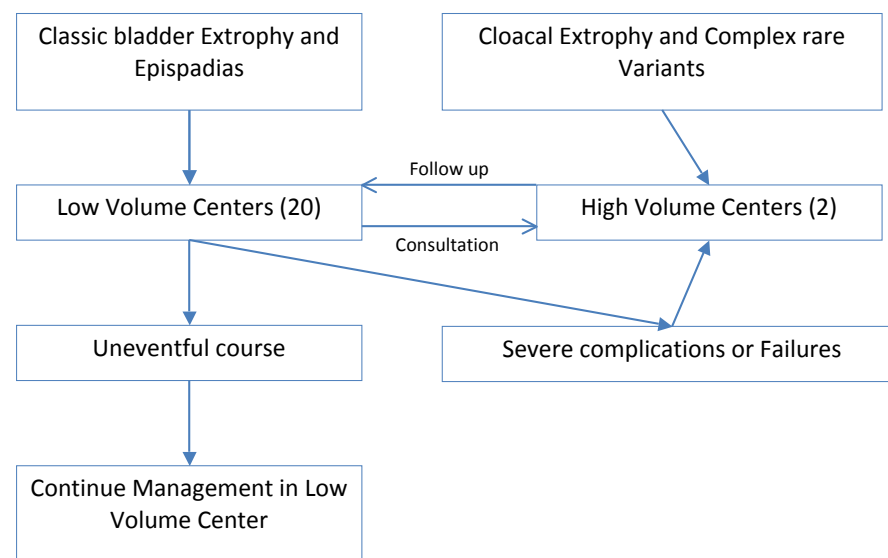 Classic bladder Extrophy and
Epispadias
Cloacal Extrophy and Complex rare
Variants
Follow up
Low Volume Centers (20)
High Volume Centers (2)
Consultation
Uneventful course
Severe complications or Failures
Continue Management in Low
Volume Center